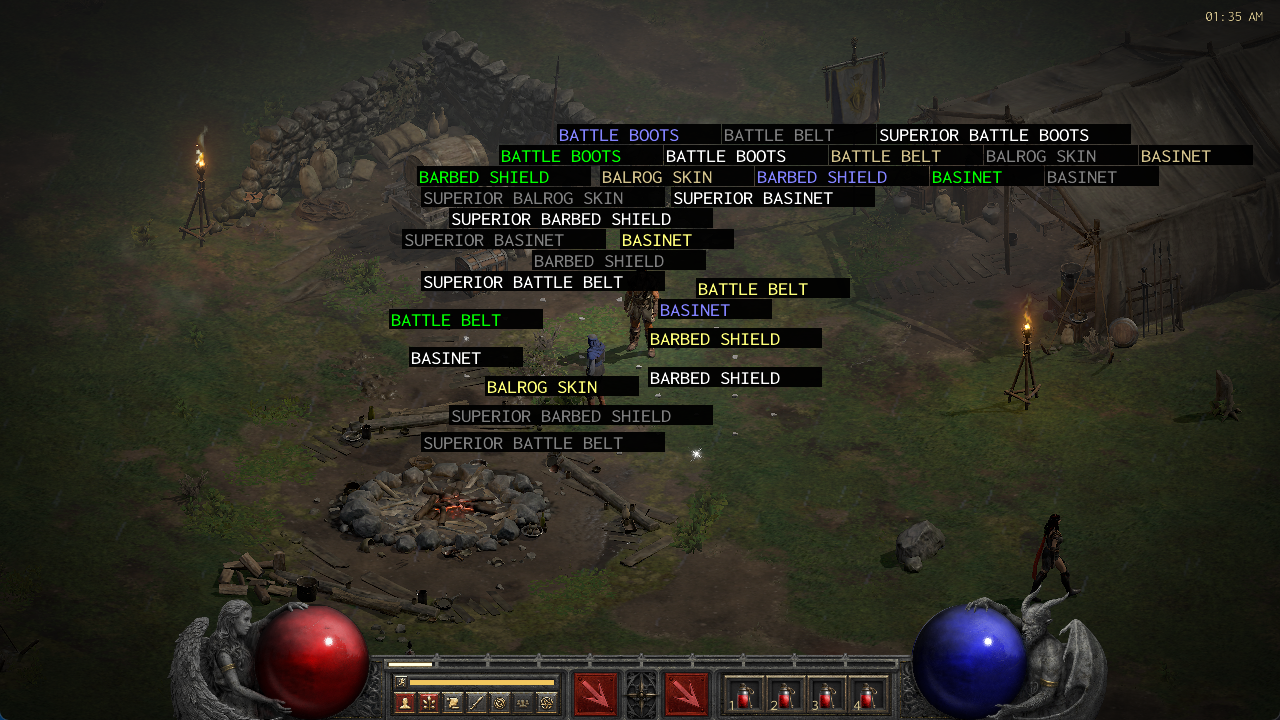 01:35 AM
BATTLE BOOTS BATTLE BELT SUPERIOR BATTLE BOOTS
BATTLE BOOTS BATTLE BOOTS BATTLE BELT BALROG SKIN BASINET
BARBED SHIELD BALROG SKIN BARBED SHIELD BASINET BASINET
SUPERIOR BALROG SKIN SUPERIOR BASINET
SUPERIOR BARBED SHIELD
SUPERIOR BASINET BASINET
BARBED SHIELD
SUPERIOR BATTLE BELT
BATTLE BELT
BASINET
BATTLE BELT
BARBED SHIELD
BASINET
BARBED SHIELD
BALROG SKIN
SUPERIOR BARBED SHIELD
SUPERIOR BATTLE BELT
1 2 3 4